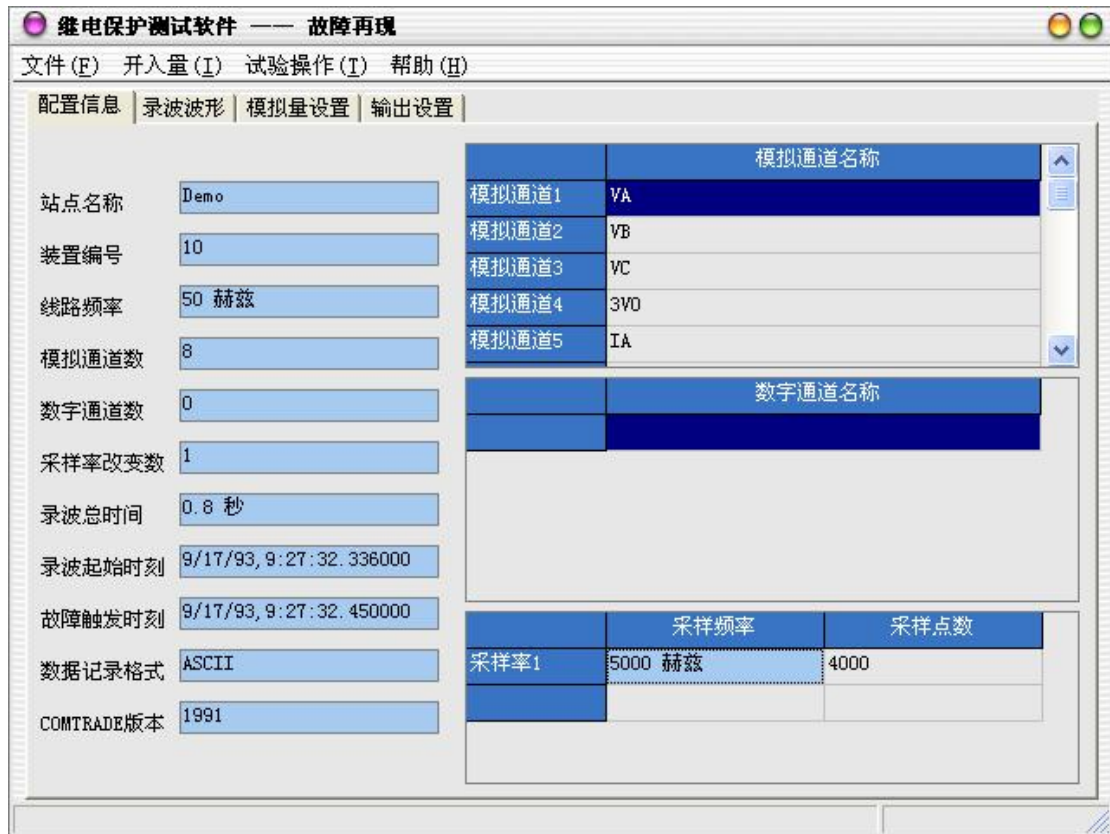 继电保护测试软件 —— 故障再现
文件(F) 开入量(I) 试验操作(T) 帮助(H)
配置信息 录波波形 模拟量设置 输出设置
站点名称 Demo
装置编号 10
线路频率 50 赫兹
模拟通道数 8
数字通道数 0
采样率改变数 1
录波总时间 0.8 秒
录波起始时刻 9/17/93,9:27:32.336000
故障触发时刻 9/17/93,9:27:32.450000
数据记录格式 ASCII
COMTRADE版本 1991
模拟通道名称
模拟通道1 VA
模拟通道2 VB
模拟通道3 VC
模拟通道4 3V0
模拟通道5 IA
数字通道名称
采样频率 采样点数
采样率1 5000 赫兹 4000